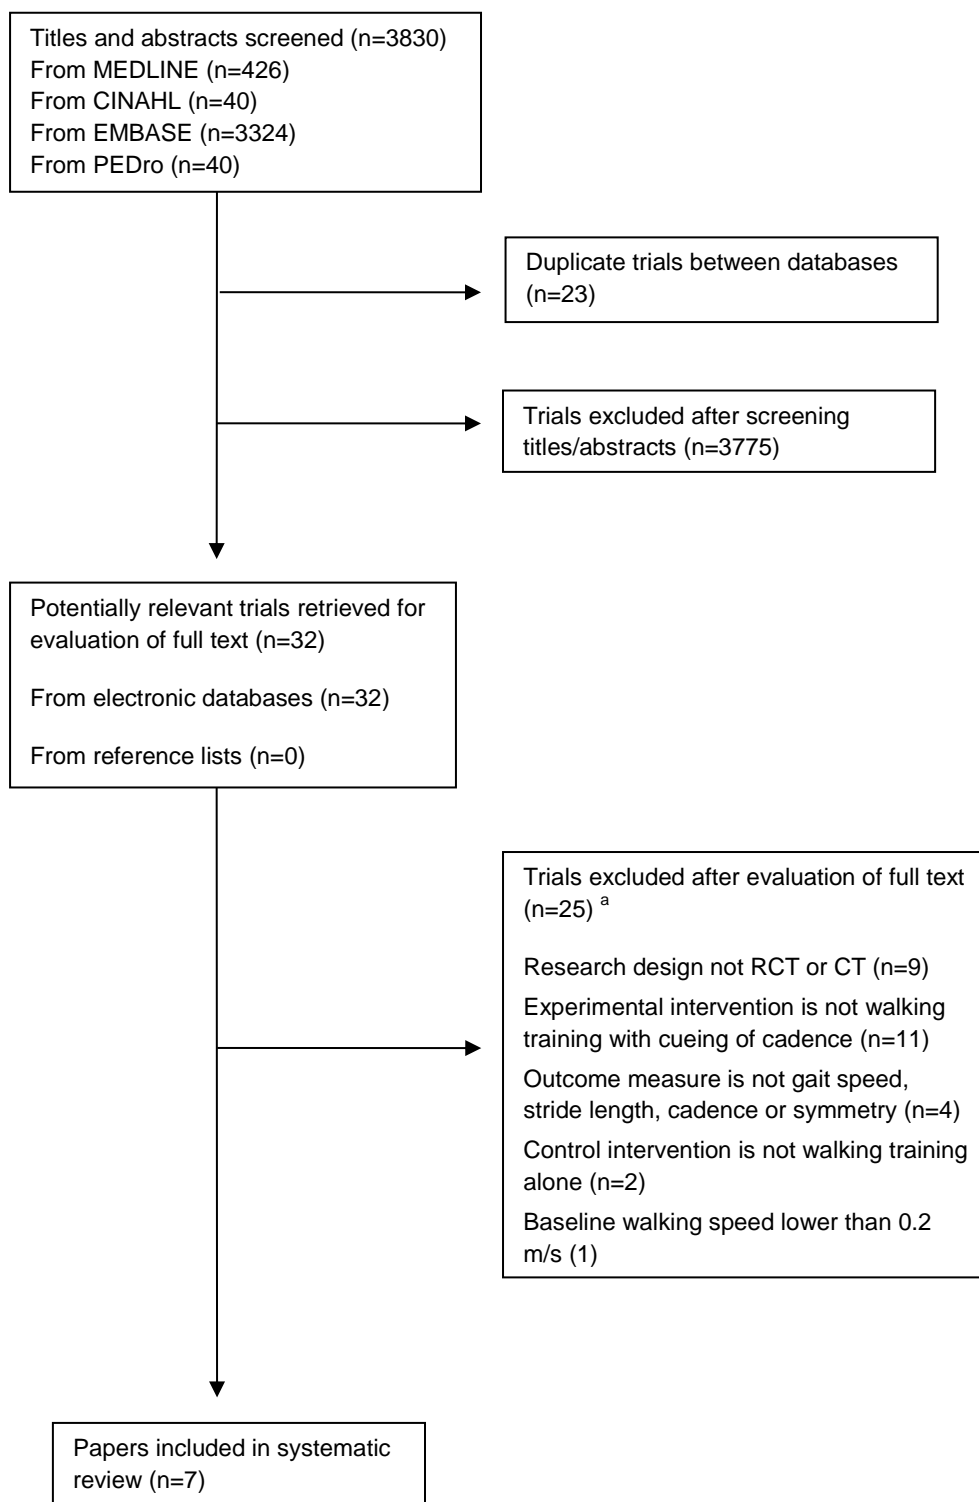 Titles and abstracts screened (n=3830)
From MEDLINE (n=426)
From CINAHL (n=40)
From EMBASE (n=3324)
From PEDro (n=40)
Duplicate trials between databases
(n=23)
Trials excluded after screening
titles/abstracts (n=3775)
Potentially relevant trials retrieved for
evaluation of full text (n=32)
From electronic databases (n=32)
From reference lists (n=0)
Trials excluded after evaluation of full text
(n=25) a
Research design not RCT or CT (n=9)
Experimental intervention is not walking
training with cueing of cadence (n=11)
Outcome measure is not gait speed,
stride length, cadence or symmetry (n=4)
Control intervention is not walking training
alone (n=2)
Baseline walking speed lower than 0.2
m/s (1)
Papers included in systematic
review (n=7)